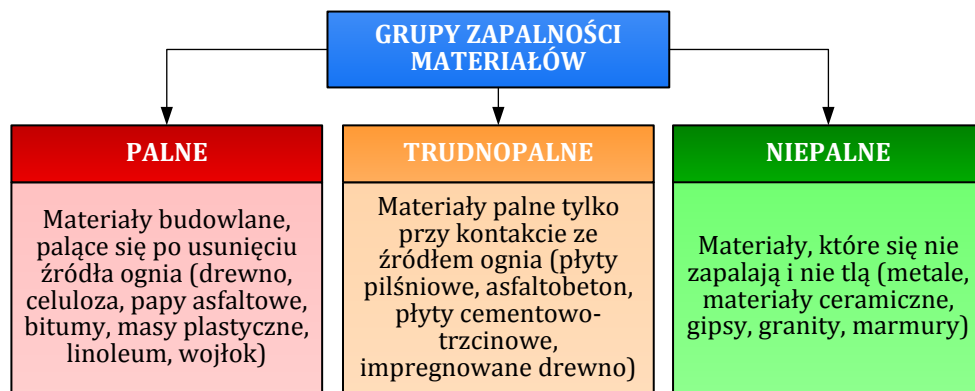 GRUPY ZAPALNOŚCI
MATERIAŁÓW
PALNE
Materiały budowlane,
palące się po usunięciu
źródła ognia (drewno,
celuloza, papy asfaltowe,
bitumy, masy plastyczne,
linoleum, wojłok)
TRUDNOPALNE
Materiały palne tylko
przy kontakcie ze
źródłem ognia (płyty
pilśniowe, asfaltobeton,
płyty cementowo-
trzcinowe,
impregnowane drewno)
NIEPALNE
Materiały, które się nie
zapalają i nie tlą (metale,
materiały ceramiczne,
gipsy, granity, marmury)